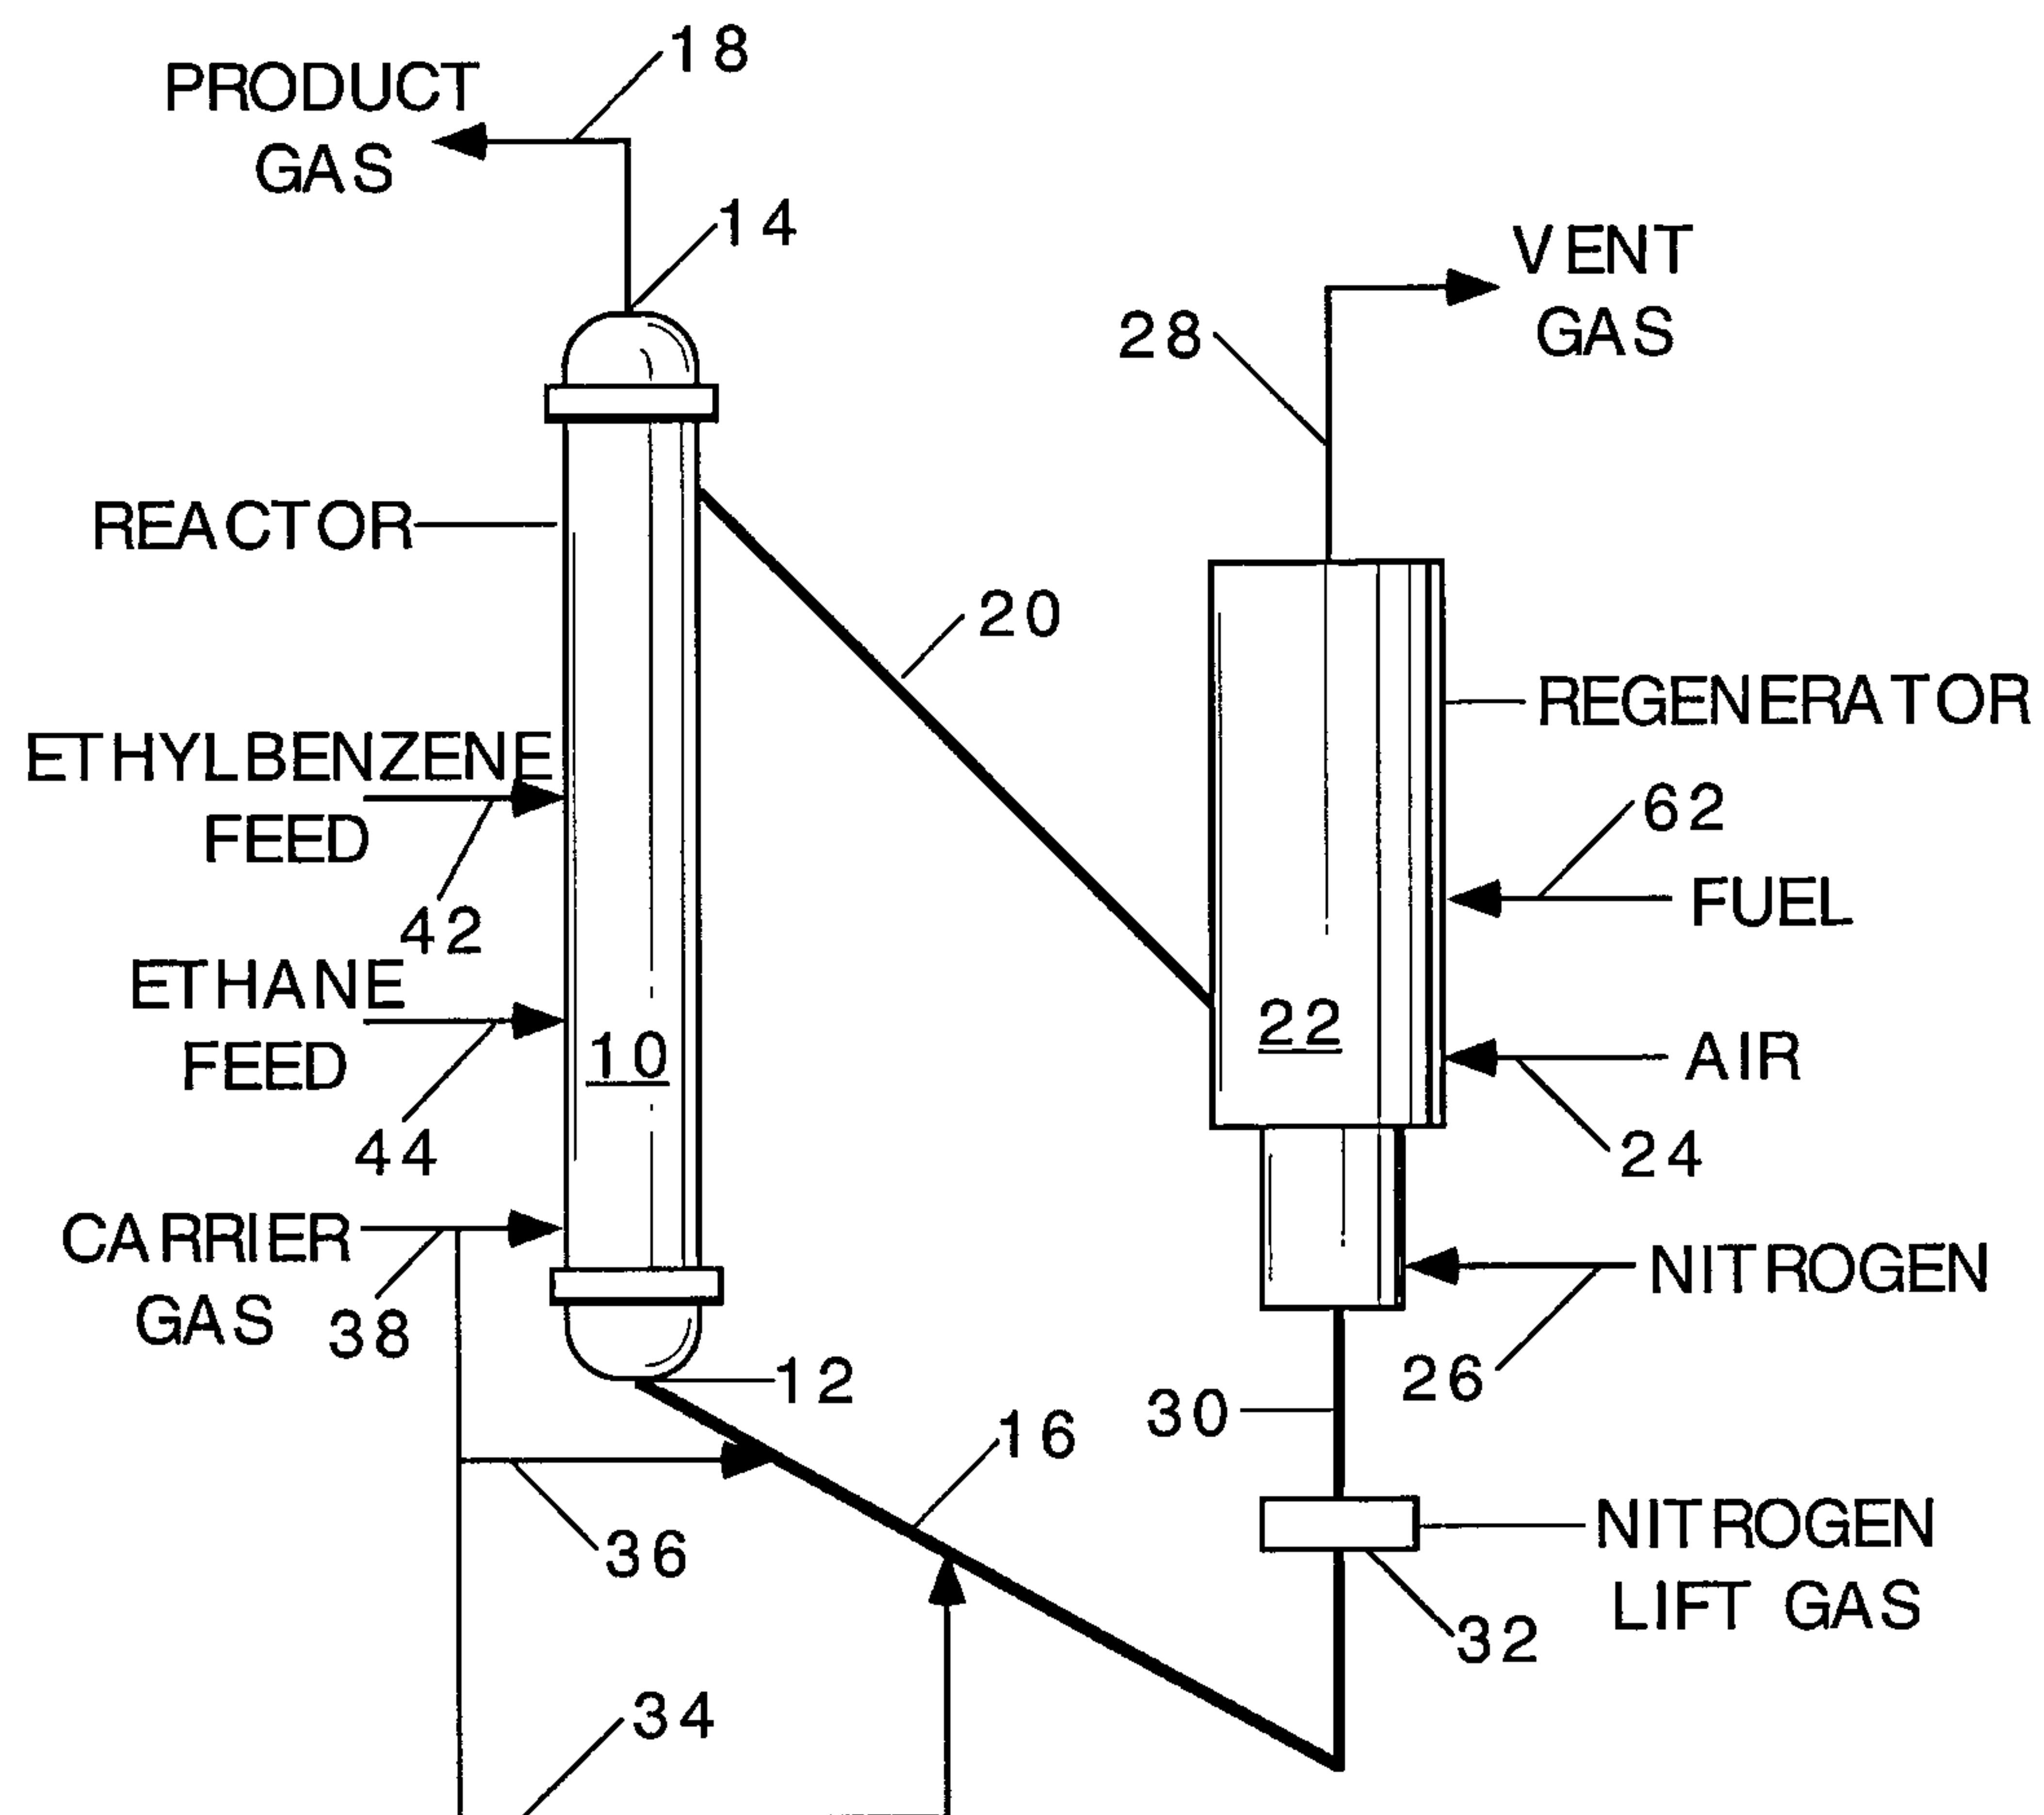 18
PRODUCT
GAS
14
VENT
GAS
28
REACTOR
20
REGENERATOR
ETHYLBENZENE
FEED
62
FUEL
42
ETHANE
FEED
10
22
AIR
44
24
CARRIER
GAS
38
NITROGEN
12
26
30
16
36
NITROGEN
LIFT GAS
32
34